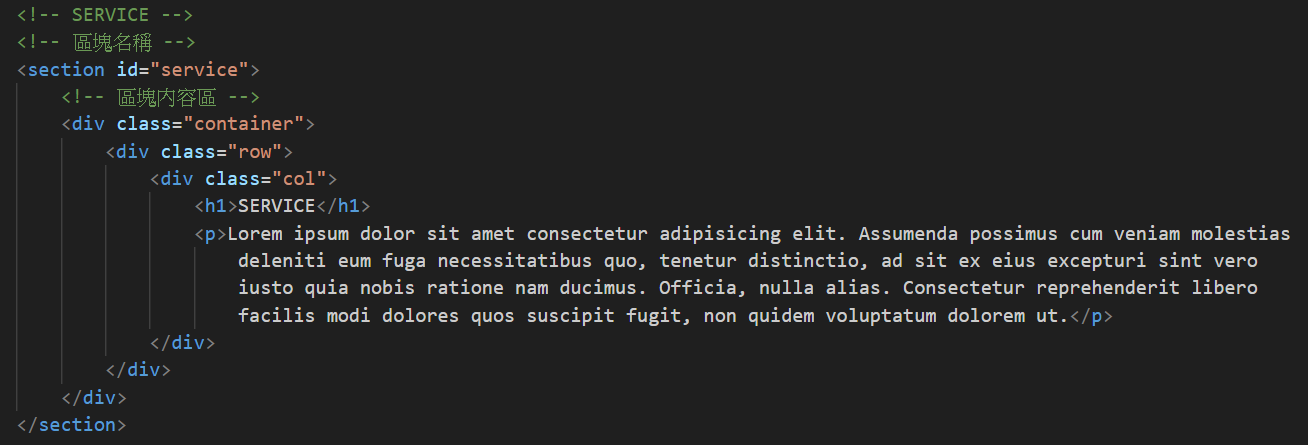 <!-- SERVICE -->
<!-- 區塊名稱 -->
<section id="service">
<!-- 區塊內容區 -->
<div class="container">
<div class="row">
<div class="col">
<h1>SERVICE</h1>
<p>Lorem ipsum dolor sit amet consectetur adipisicing elit. Assumenda possimus cum veniam molestias
deleniti eum fuga necessitatibus quo, tenetur distinctio, ad sit ex eius excepturi sint vero
iusto quia nobis ratione nam ducimus. Officia, nulla alias. Consectetur reprehenderit libero
facilis modi dolores quos suscipit fugit, non quidem voluptatum dolorem ut.</p>
</div>
</div>
</div>
</section>